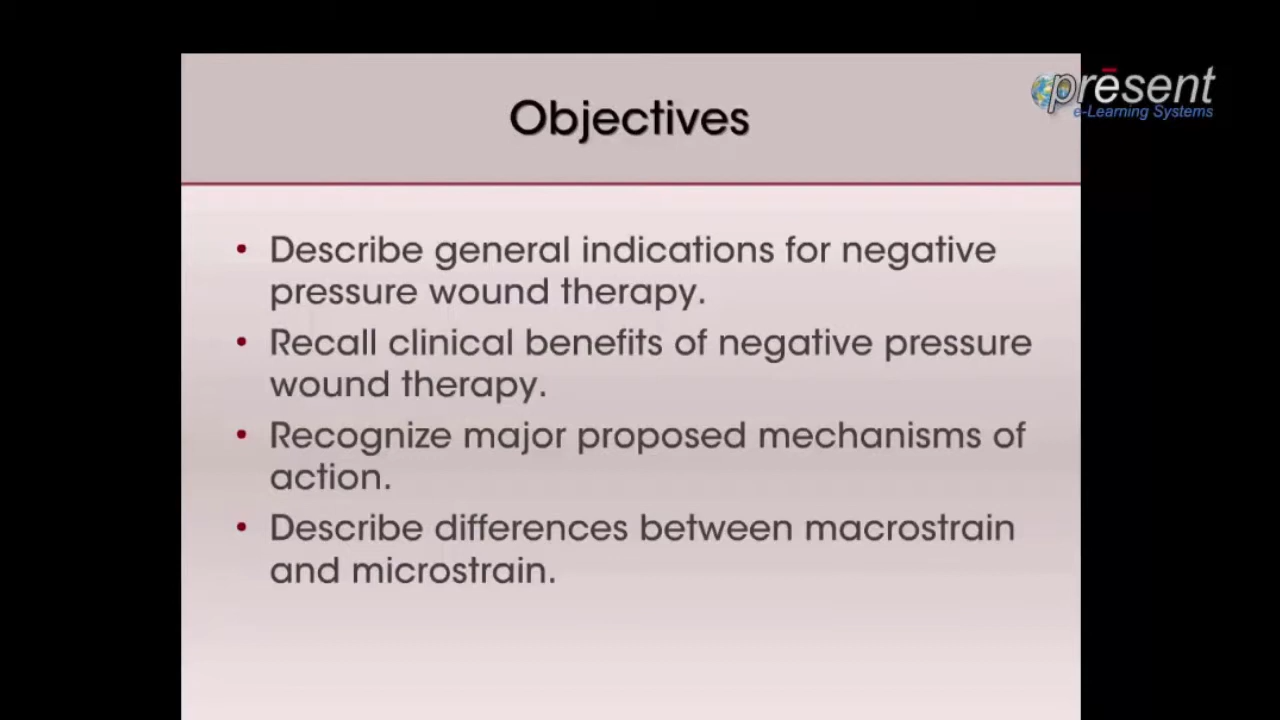 Objectives
prēsent
e-Learning Systems
• Describe general indications for negative
pressure wound therapy.
• Recall clinical benefits of negative pressure
wound therapy.
• Recognize major proposed mechanisms of
action.
• Describe differences between macrostrain
and microstrain.